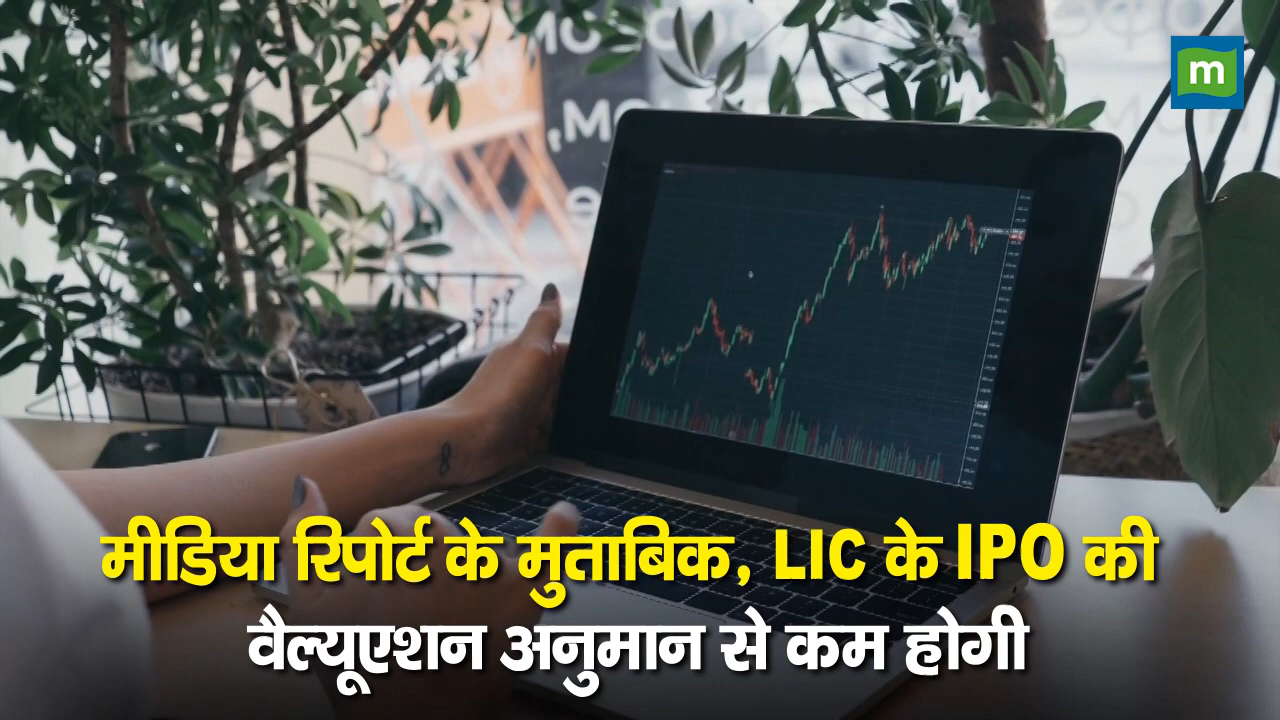 m
मीडिया रिपोर्ट के मुताबिक, LIC के IPO की
वैल्यूएशन अनुमान से कम होगी